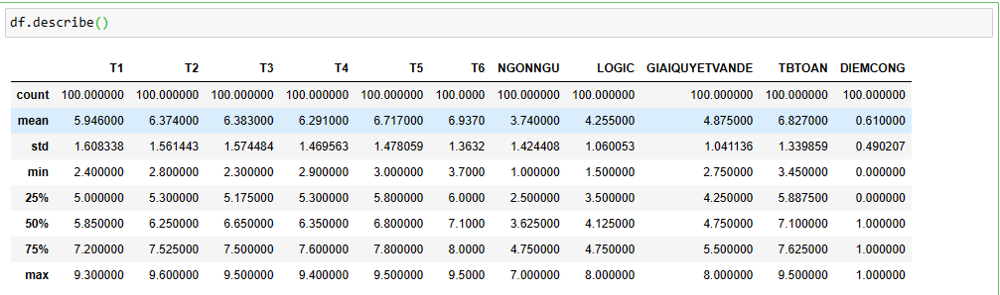 df.describe()
T1 T2 T3 T4 T5 T6 NGONNGU LOGIC GIAIQUYETVANDE TBTOAN DIEMCONG
count 100.000000 100.000000 100.000000 100.000000 100.000000 100.0000 100.000000 100.000000 100.000000 100.000000 100.000000
mean 5.946000 6.374000 6.383000 6.291000 6.717000 6.9370 3.740000 4.255000 4.875000 6.827000 0.610000
std 1.608338 1.561443 1.574484 1.469563 1.478059 1.3632 1.424408 1.060053 1.041136 1.339859 0.490207
min 2.400000 2.800000 2.300000 2.900000 3.000000 3.7000 1.000000 1.500000 2.750000 3.450000 0.000000
25% 5.000000 5.300000 5.175000 5.300000 5.800000 6.0000 2.500000 3.500000 4.250000 5.887500 0.000000
50% 5.850000 6.250000 6.650000 6.350000 6.800000 7.1000 3.625000 4.125000 4.750000 7.100000 1.000000
75% 7.200000 7.525000 7.500000 7.600000 7.800000 8.0000 4.750000 4.750000 5.500000 7.625000 1.000000
max 9.300000 9.600000 9.500000 9.400000 9.500000 9.5000 7.000000 8.000000 8.000000 9.500000 1.000000